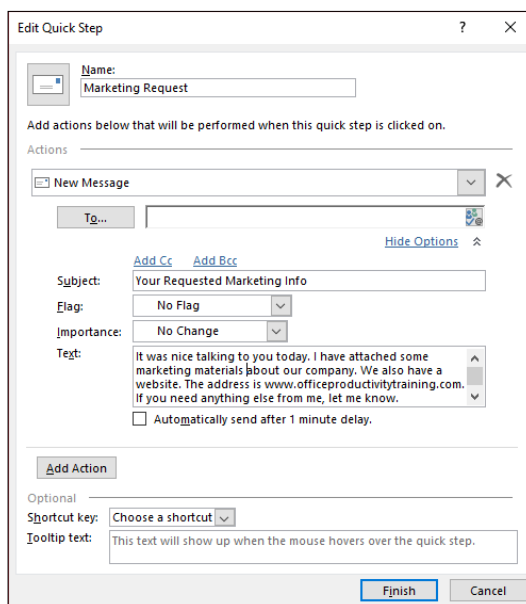 Edit Quick Step ?
Name:
Marketing Request
Add actions below that will be performed when this quick step is clicked on.
Actions
New Message
To...
Hide Options
Add Cc Add Bcc
Subject: Your Requested Marketing Info
Flag: No Flag
Importance: No Change
Text: It was nice talking to you today. I have attached some
marketing materials about our company. We also have a
website. The address is www.officeproductivitytraining.com.
If you need anything else from me, let me know.
Automatically send after 1 minute delay.
Add Action
Optional
Shortcut key: Choose a shortcut
Tooltip text: This text will show up when the mouse hovers over the quick step.
Finish Cancel